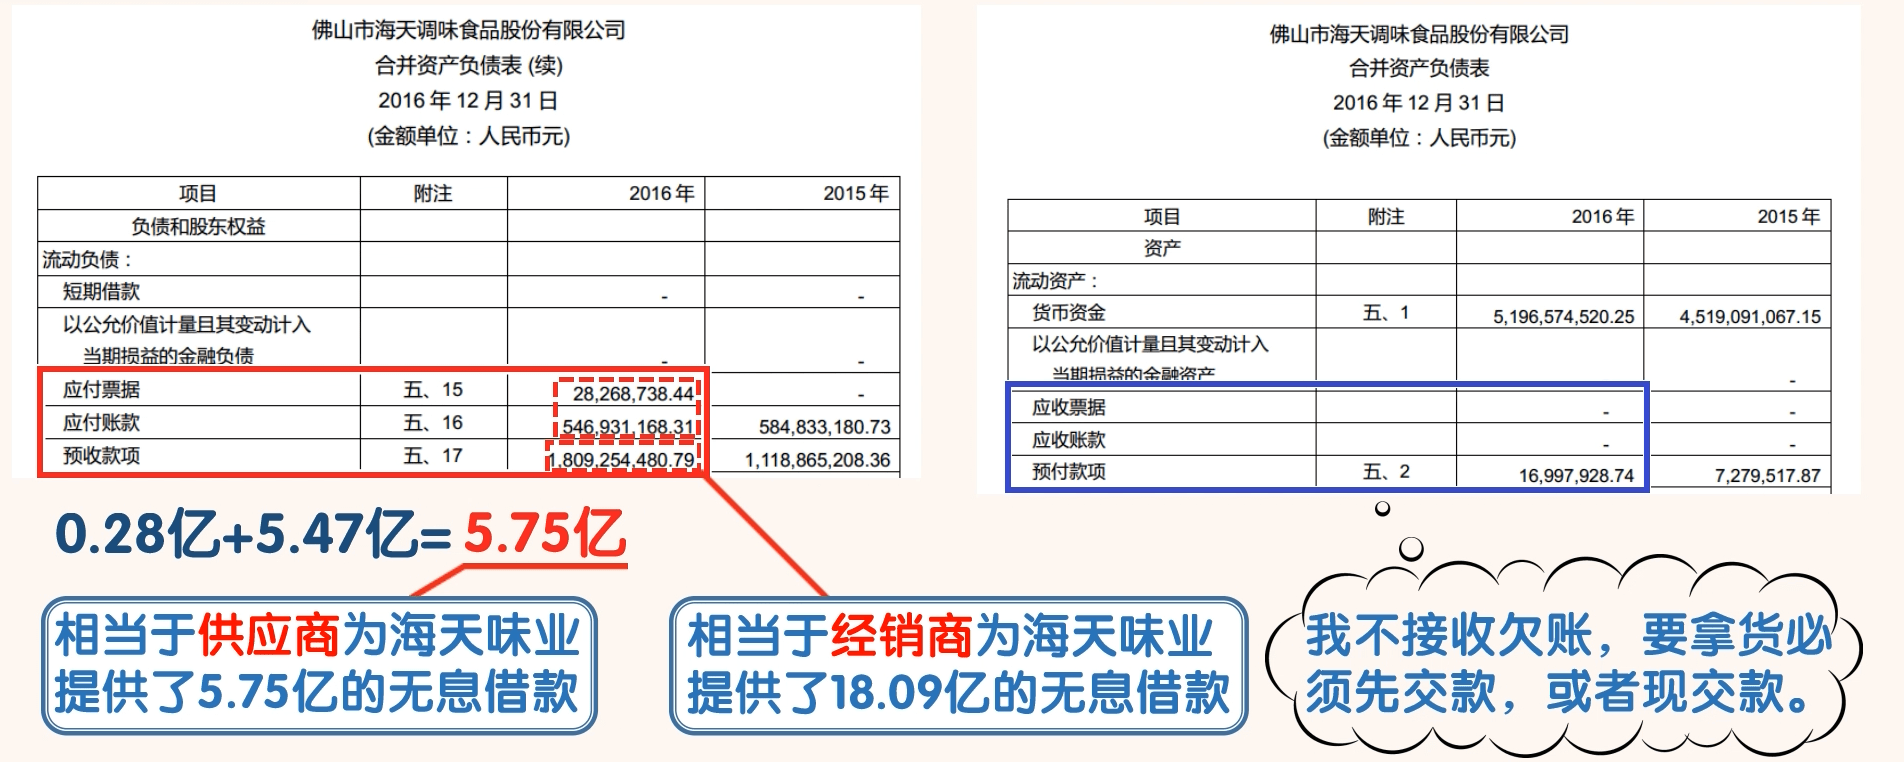 佛山市海天调味食品股份有限公司
合并资产负债表 (续)
2016 年 12 月 31 日
(金额单位：人民币元)
项目 附注 2016 年 2015 年
负债和股东权益
流动负债：
短期借款 - -
以公允价值计量且其变动计入
当期损益的金融负债 - -
应付票据 五、15 28,268,738.44 -
应付账款 五、16 546,931,168.31 584,833,180.73
预收款项 五、17 1,809,254,480.79 1,118,865,208.36
0.28亿+5.47亿=5.75亿
相当于供应商为海天味业
提供了5.75亿的无息借款
相当于经销商为海天味业
提供了18.09亿的无息借款
佛山市海天调味食品股份有限公司
合并资产负债表
2016 年 12 月 31 日
(金额单位：人民币元)
项目 附注 2016 年 2015 年
资产
流动资产：
货币资金 五、1 5,196,574,520.25 4,519,091,067.15
以公允价值计量且其变动计入
当期损益的金融资产 -
应收票据 - -
应收账款 - -
预付款项 五、2 16,997,928.74 7,279,517.87
我不接收欠账，要拿货必
须先交款，或者现交款。